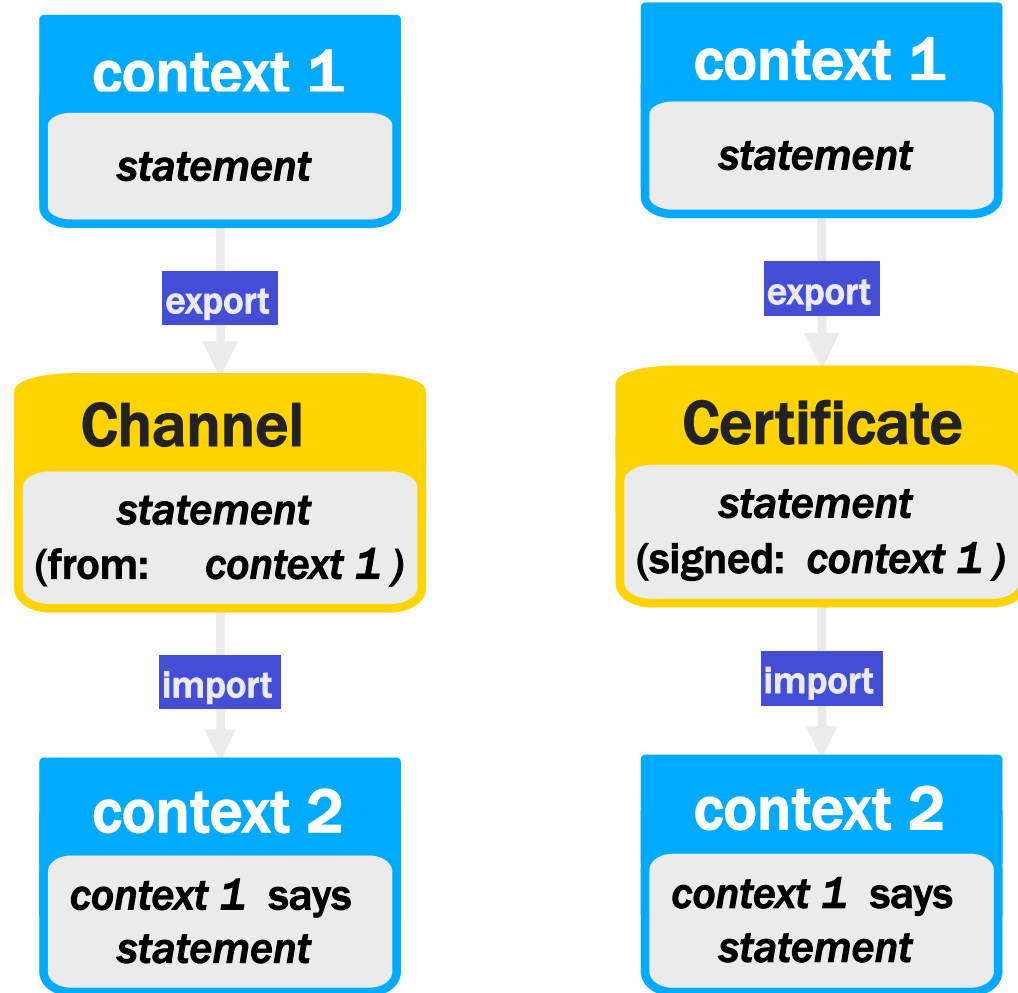 context 1
statement
export
Channel
statement
(from: context 1 )
import
context 2
context 1 says
statement
context 1
statement
export
Certificate
statement
(signed: context 1 )
import
context 2
context 1 says
statement